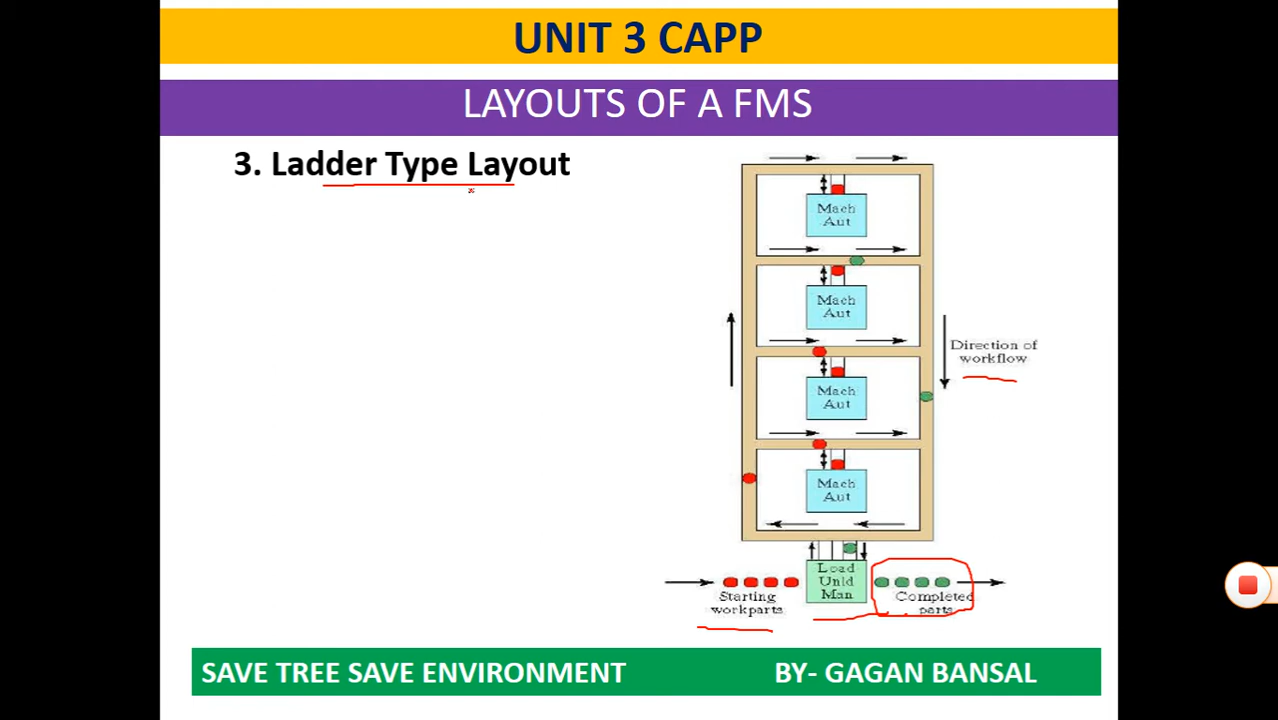 UNIT 3 CAPP
LAYOUTS OF A FMS
3. Ladder Type Layout
Mach
Aut
Mach
Aut
Direction of
workflow
Mach
Aut
Mach
Aut
Load
Unld
Man
Starting
workparts
Completed
parts
SAVE TREE SAVE ENVIRONMENT
BY- GAGAN BANSAL